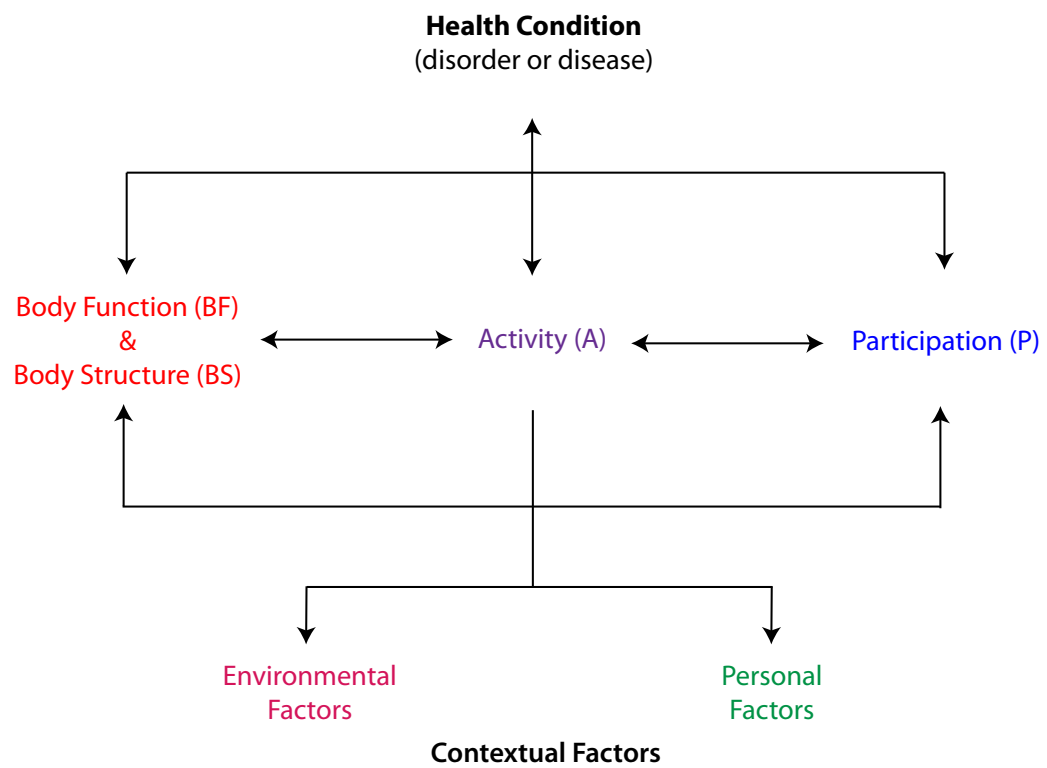 Health Condition
(disorder or disease)
Body Function (BF)
&
Body Structure (BS)
Activity (A)
Participation (P)
Environmental
Factors
Personal
Factors
Contextual Factors